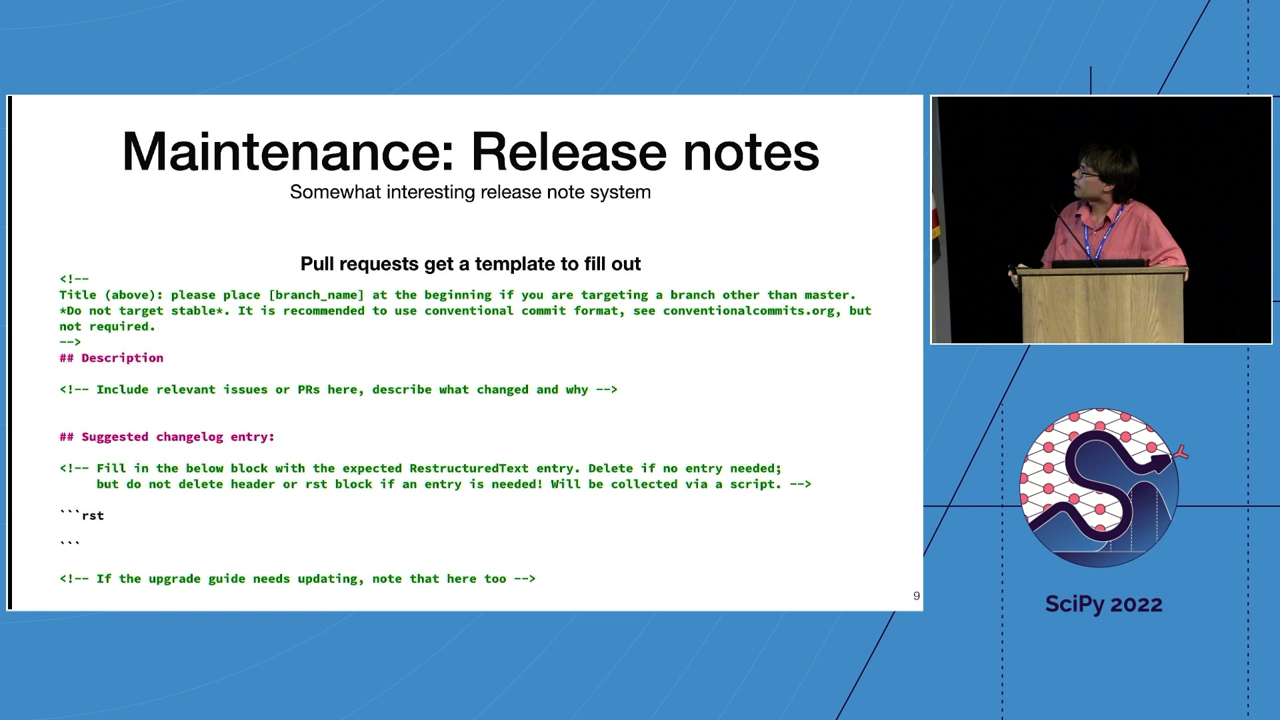 Maintenance: Release notes
Somewhat interesting release note system
Pull requests get a template to fill out
<!--
Title (above): please place [branch_name] at the beginning if you are targeting a branch other than master.
*Do not target stable*. It is recommended to use conventional commit format, see conventionalcommits.org, but
not required.
-->
## Description
<!-- Include relevant issues or PRs here, describe what changed and why -->
## Suggested changelog entry:
<!-- Fill in the below block with the expected RestructuredText entry. Delete if no entry needed;
but do not delete header or rst block if an entry is needed! Will be collected via a script. -->
```rst
```
<!-- If the upgrade guide needs updating, note that here too -->
9
SciPy 2022